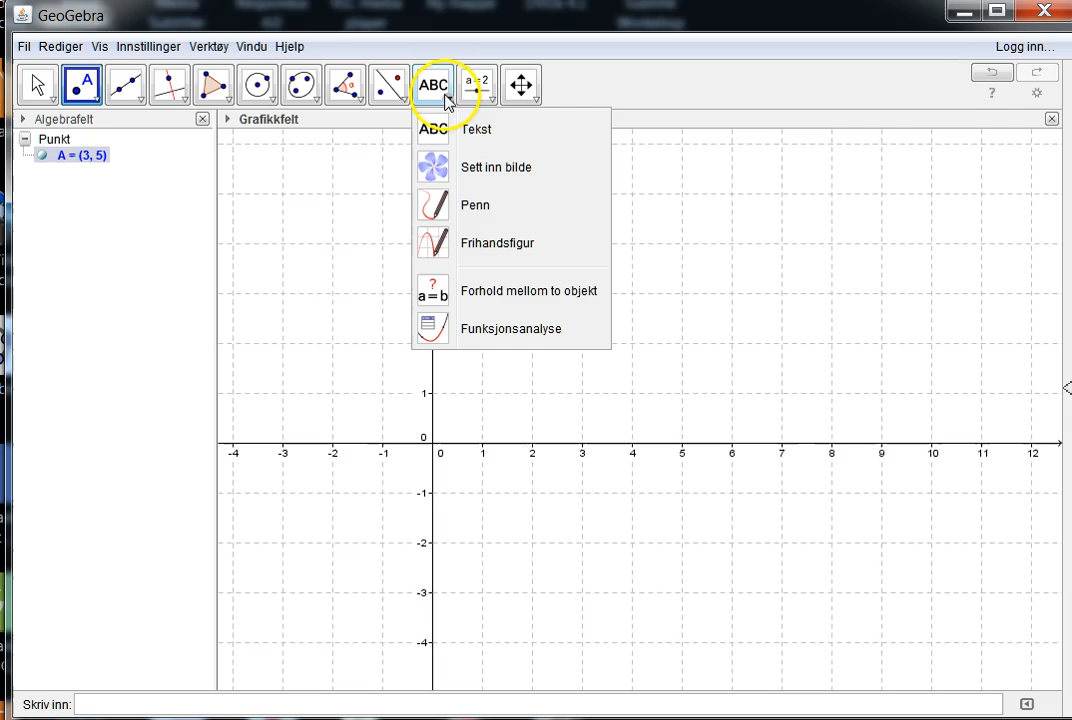 GeoGebra
Fil Rediger Vis Innstillinger Verktøy Vindu Hjelp Logg inn...
A α ABC a=2
?
Algebrafelt Grafikkfelt
Punkt
A = (3, 5)
ABC Tekst
Sett inn bilde
Penn
Frihandsfigur
? a=b Forhold mellom to objekt
Funksjonsanalyse
1
0
-4 -3 -2 -1 0 1 2 3 4 5 6 7 8 9 10 11 12
-1
-2
-3
-4
Skriv inn: